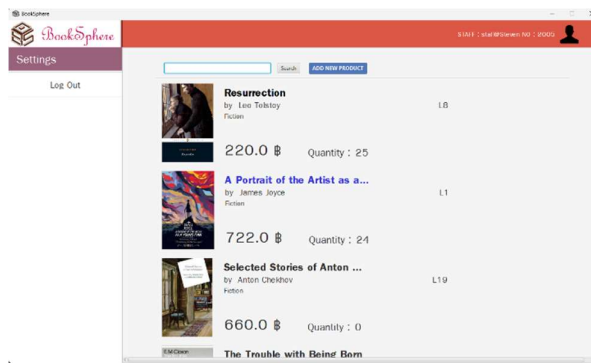 BookSphere
BookSphere
STAFF : staff@Steven NO : 2005
Settings
Log Out
Search
ADD NEW PRODUCT
Resurrection
by Leo Tolstoy
L8
Fiction
220.0 ฿
Quantity : 25
A Portrait of the Artist as a...
by James Joyce
L1
Fiction
722.0 ฿
Quantity : 24
Selected Stories of Anton ...
by Anton Chekhov
L19
Fiction
660.0 ฿
Quantity : 0
E.M.Cioran
The Trouble with Being Born